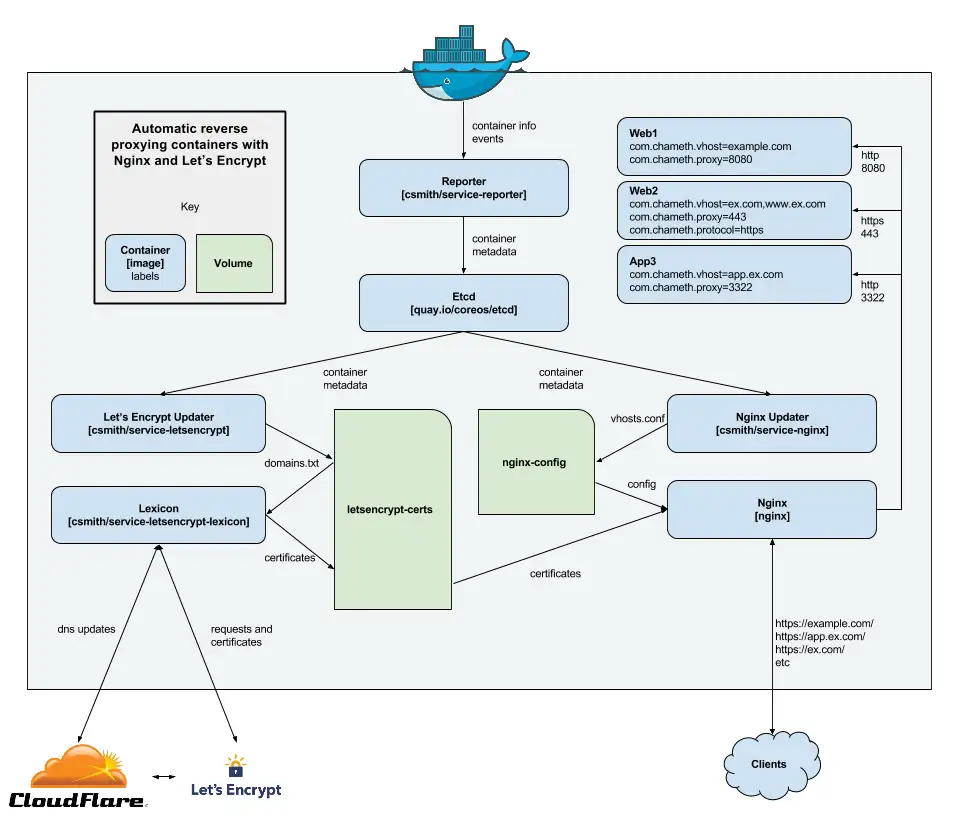 Automatic reverse
proxying containers with
Nginx and Let's Encrypt
Key
Container
[image]
labels
Volume
container info
events
Reporter
[csmith/service-reporter]
container
metadata
Etcd
[quay.io/coreos/etcd]
Web1
com.chameth.vhost=example.com
com.chameth.proxy=8080
http
8080
Web2
com.chameth.vhost=ex.com,www.ex.com
com.chameth.proxy=443
com.chameth.protocol=https
https
443
App3
com.chameth.vhost=app.ex.com
com.chameth.proxy=3322
http
3322
container
metadata
container
metadata
Let's Encrypt Updater
[csmith/service-letsencrypt]
domains.txt
Lexicon
[csmith/service-letsencrypt-lexicon]
certificates
letsencrypt-certs
nginx-config
vhosts.conf
Nginx Updater
[csmith/service-nginx]
config
Nginx
[nginx]
certificates
dns updates
requests and
certificates
https://example.com/
https://app.ex.com/
https://ex.com/
etc
CloudFlare
Let's Encrypt
Clients